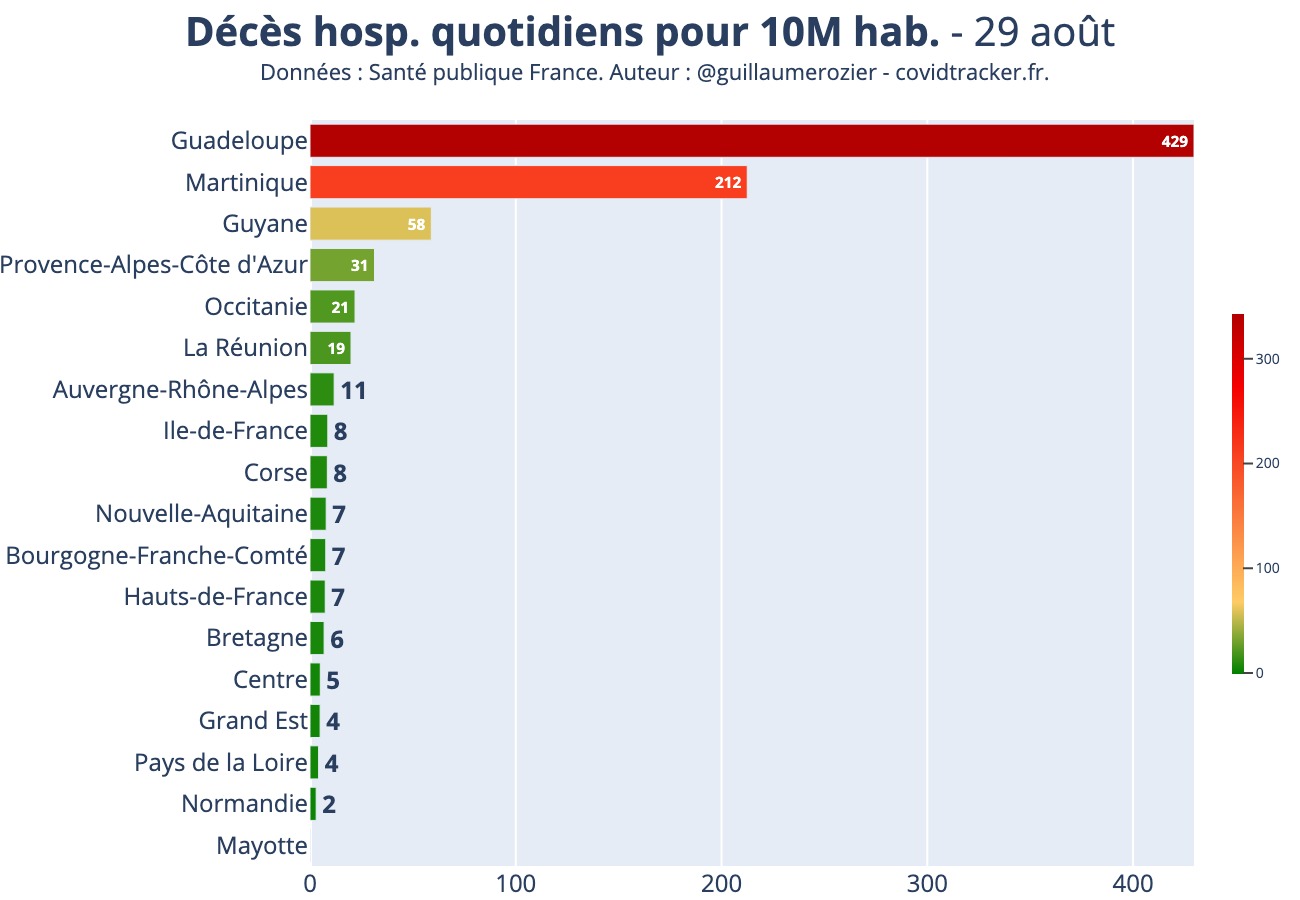 Décès hosp. quotidiens pour 10M hab. - 29 août
Données : Santé publique France. Auteur : @guillaumerozier - covidtracker.fr.
Guadeloupe 429
Martinique 212
Guyane 58
Provence-Alpes-Côte d'Azur 31
Occitanie 21
La Réunion 19
Auvergne-Rhône-Alpes 11
Ile-de-France 8
Corse 8
Nouvelle-Aquitaine 7
Bourgogne-Franche-Comté 7
Hauts-de-France 7
Bretagne 6
Centre 5
Grand Est 4
Pays de la Loire 4
Normandie 2
Mayotte
0 100 200 300 400
300
200
100
0